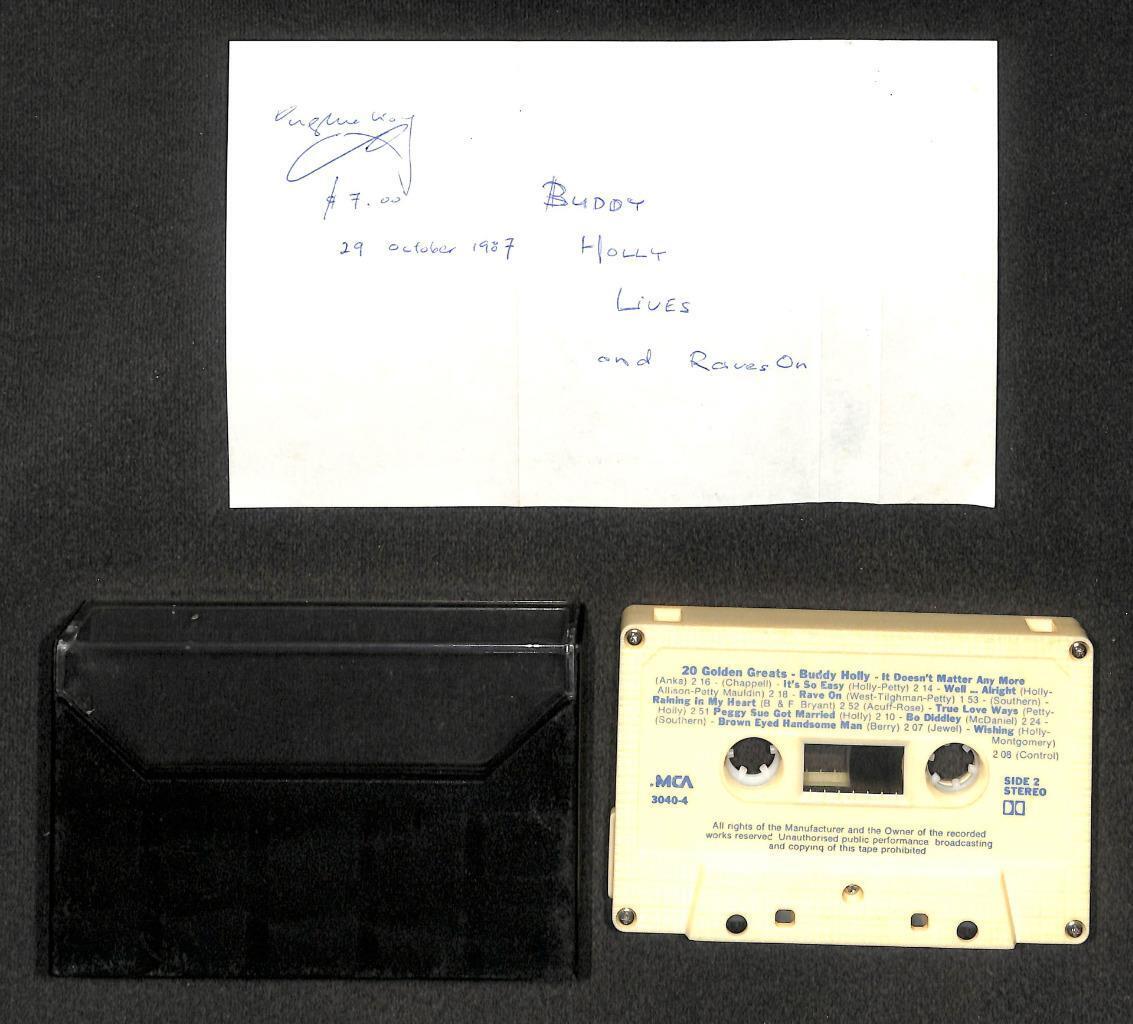 $7.00
29 October 1987
BUDDY
HOLLY
LIVES
and Raves On
20 Golden Greats - Buddy Holly - It Doesn't Matter Any More
(Anka) 2 16 - (Chappell) - It's So Easy (Holly-Petty) 2 14 - Well ... Alright (Holly-
Allison-Petty Mauldin) 2 18 - Rave On (West-Tilghman-Petty) 1 53 - (Southern) -
Raining in My Heart (B & F Bryant) 2 52 (Acuff-Rose) - True Love Ways (Petty-
Holly) 2 51 Peggy Sue Got Married (Holly) 2 10 - Bo Diddley (McDaniel) 2 24 -
(Southern) - Brown Eyed Handsome Man (Berry) 2 07 (Jewel) - Wishing (Holly-
Montgomery)
2 08 (Control)
.MCA
3040-4
SIDE 2
STEREO
All rights of the Manufacturer and the Owner of the recorded
works reserved Unauthorised public performance broadcasting
and copying of this tape prohibited